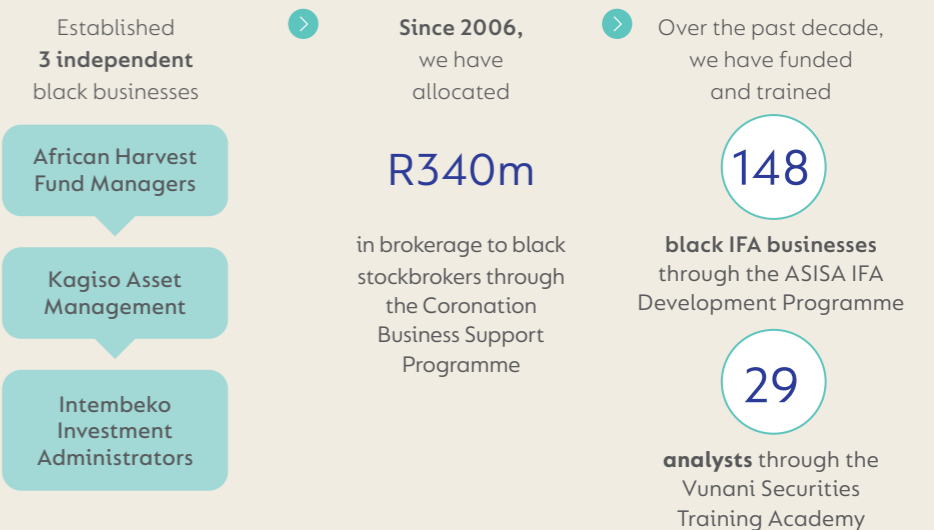 Established
3 independent
black businesses
African Harvest
Fund Managers
Kagiso Asset
Management
Intembeko
Investment
Administrators
Since 2006,
we have
allocated
R340m
in brokerage to black
stockbrokers through
the Coronation
Business Support
Programme
Over the past decade,
we have funded
and trained
148
black IFA businesses
through the ASISA IFA
Development Programme
29
analysts through the
Vunani Securities
Training Academy